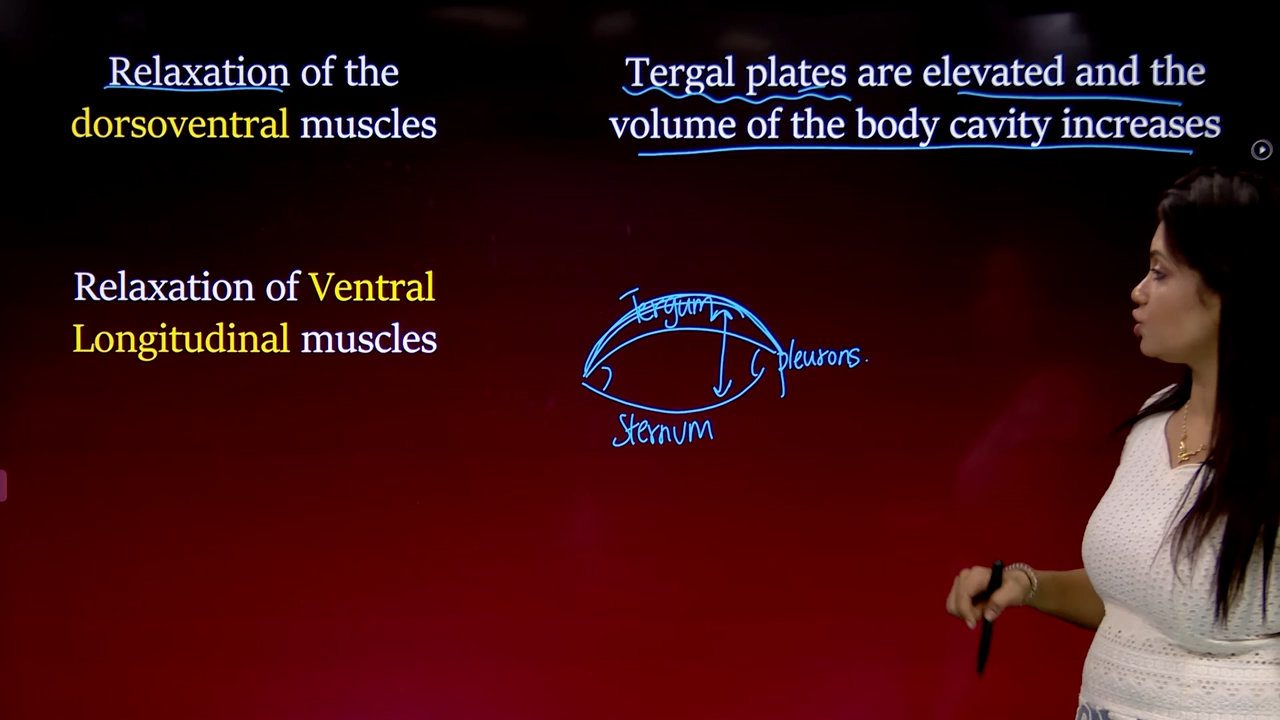 Relaxation of the
dorsoventral muscles
Tergal plates are elevated and the
volume of the body cavity increases
Relaxation of Ventral
Longitudinal muscles
Tergum
pleurons.
Sternum